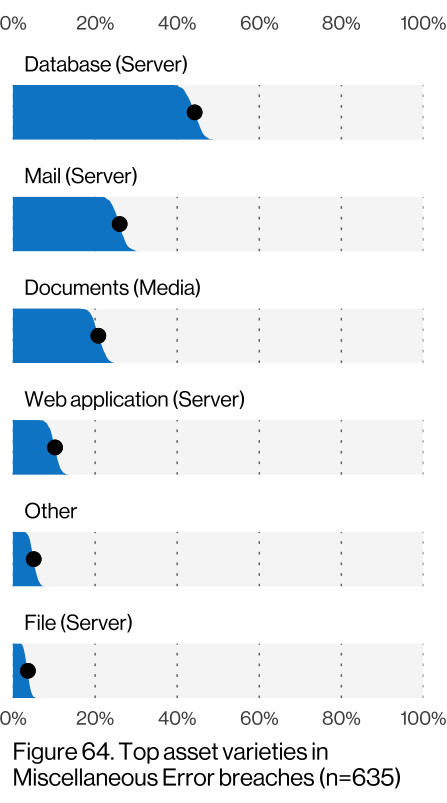 0% 20% 40% 60% 80% 100%
Database (Server)
Mail (Server)
Documents (Media)
Web application (Server)
Other
File (Server)
0% 20% 40% 60% 80% 100%
Figure 64. Top asset varieties in
Miscellaneous Error breaches (n=635)